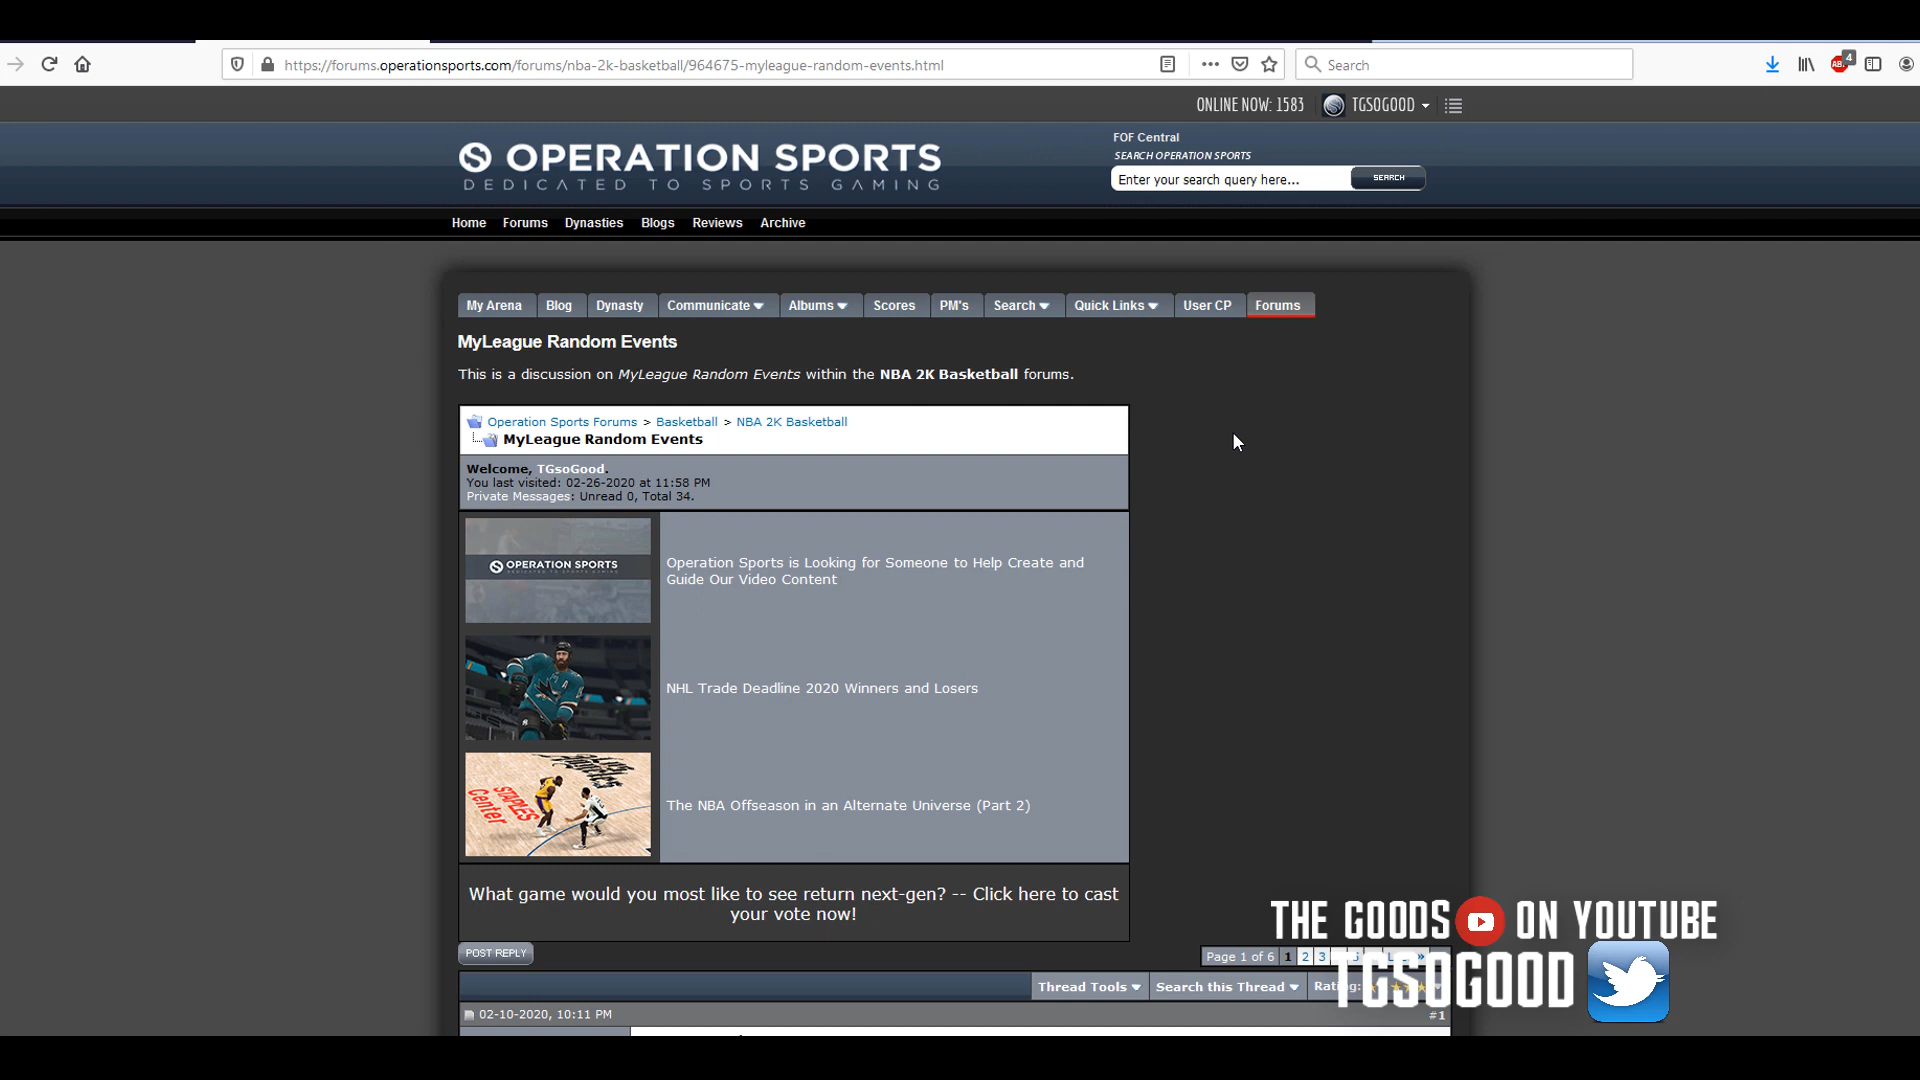 https://forums.operationsports.com/forums/nba-2k-basketball/964675-myleague-random-events.html
Search
4
ONLINE NOW: 1583
TGSOGOOD
OPERATION SPORTS
DEDICATED TO SPORTS GAMING
FOF Central
SEARCH OPERATION SPORTS
Enter your search query here...
SEARCH
Home Forums Dynasties Blogs Reviews Archive
My Arena Blog Dynasty Communicate Albums Scores PM's Search Quick Links User CP Forums
MyLeague Random Events
This is a discussion on MyLeague Random Events within the NBA 2K Basketball forums.
Operation Sports Forums > Basketball > NBA 2K Basketball
MyLeague Random Events
Welcome, TGsoGood.
You last visited: 02-26-2020 at 11:58 PM
Private Messages: Unread 0, Total 34.
OPERATION SPORTS
Operation Sports is Looking for Someone to Help Create and
Guide Our Video Content
NHL Trade Deadline 2020 Winners and Losers
STAPLES
Center
The NBA Offseason in an Alternate Universe (Part 2)
What game would you most like to see return next-gen? -- Click here to cast
your vote now!
THE GOODS ON YOUTUBE
POST REPLY
Page 1 of 6 1 2 3
TGSOGOOD
Thread Tools Search this Thread Rating:
02-10-2020, 10:11 PM
#1